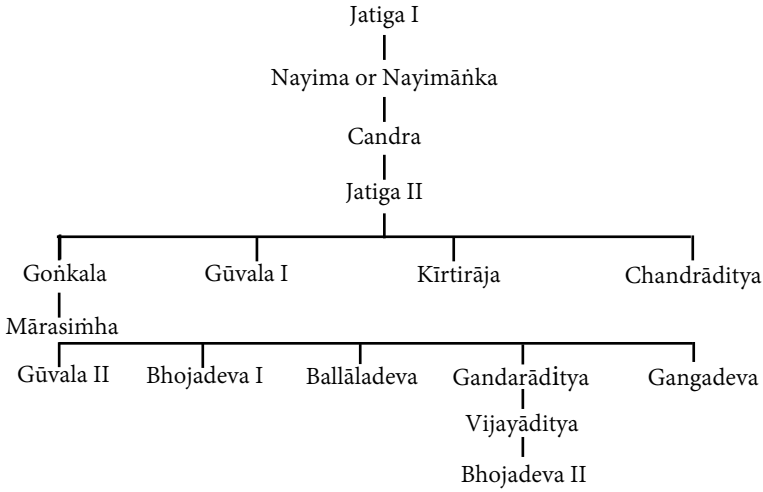 Jatiga I
Nayima or Nayimāṅka
Candra
Jatiga II
Goṅkala Gūvala I Kīrtirāja Chandrāditya
Mārasiṁha
Gūvala II Bhojadeva I Ballāladeva Gandarāditya Gangadeva
Vijayāditya
Bhojadeva II